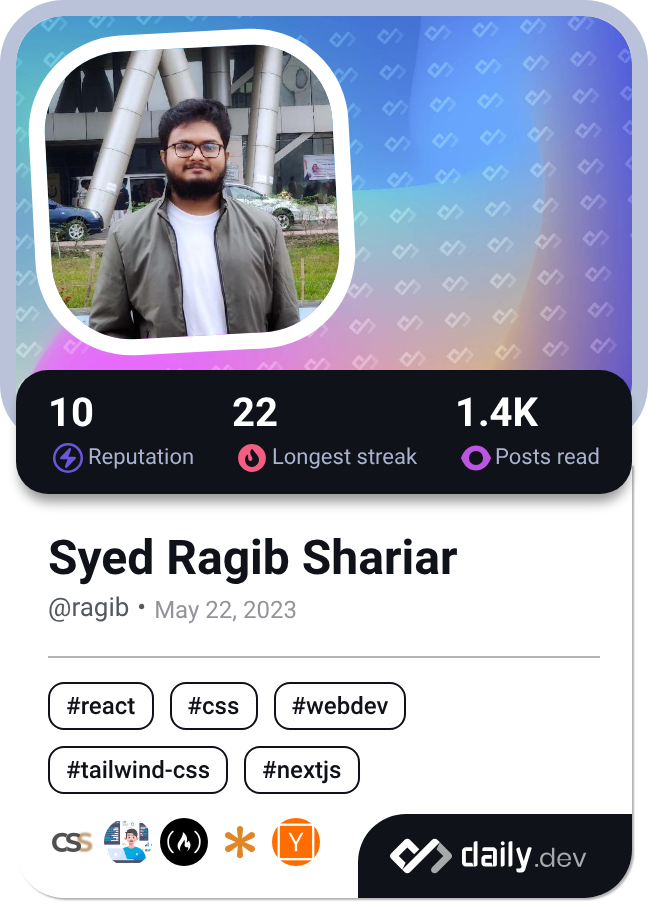 10 22 1.4K
Reputation Longest streak Posts read
Syed Ragib Shariar
@ragib • May 22, 2023
#react #css #webdev
#tailwind-css #nextjs
CSS Y
daily.dev